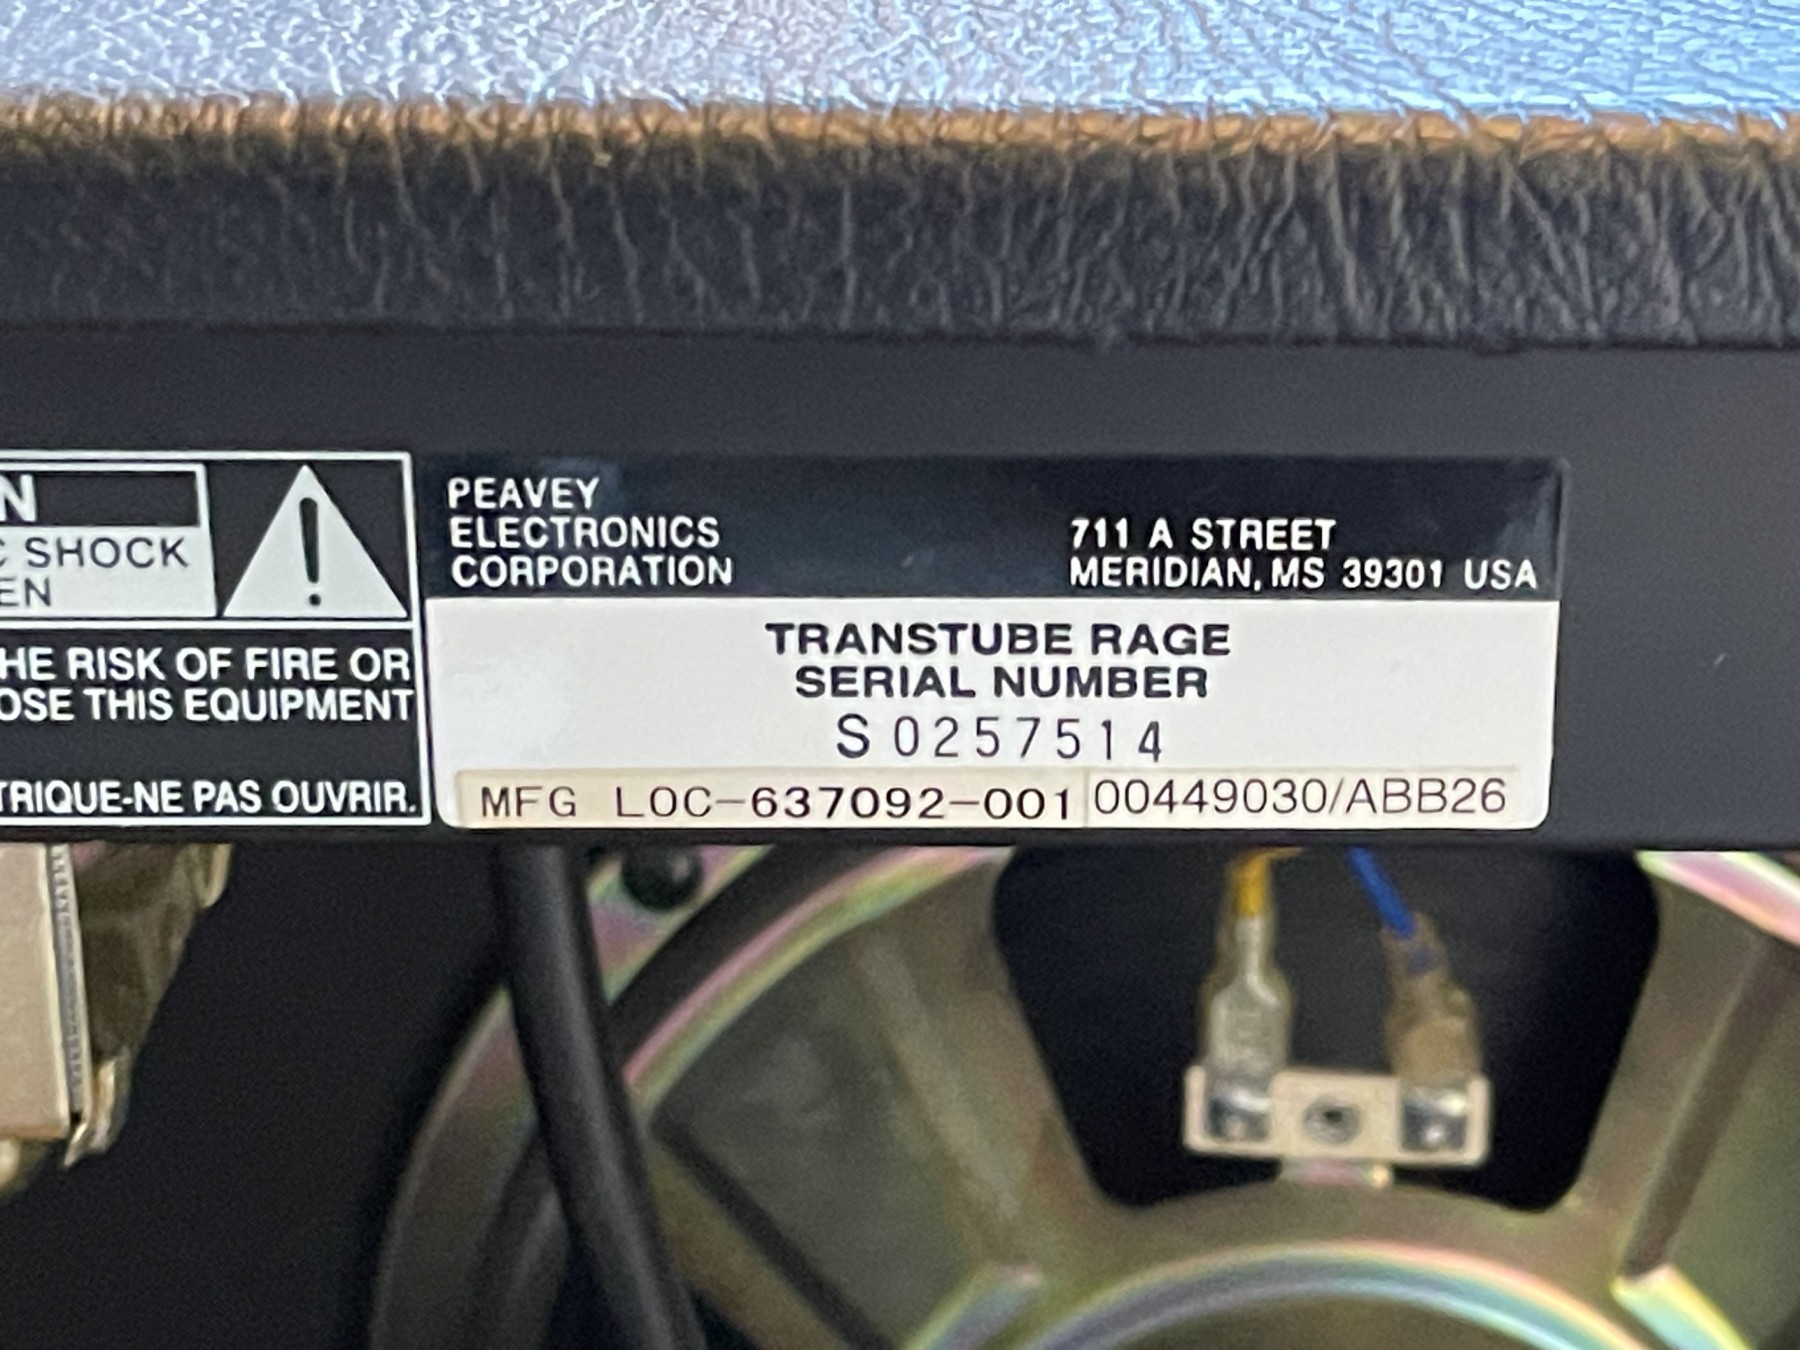 N
C SHOCK
EN
HE RISK OF FIRE OR
OSE THIS EQUIPMENT
TRIQUE-NE PAS OUVRIR.
PEAVEY
ELECTRONICS
CORPORATION
711 A STREET
MERIDIAN, MS 39301 USA
TRANSTUBE RAGE
SERIAL NUMBER
S 0257514
MFG LOC-637092-001 00449030/ABB26